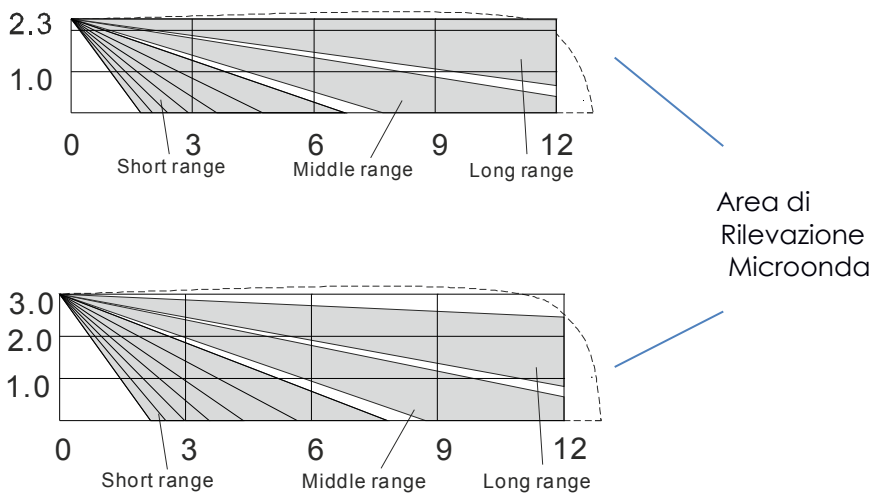 2.3
1.0
0 3 6 9 12
Short range Middle range Long range
Area di
Rilevazione
Microonda
3.0
2.0
1.0
0 3 6 9 12
Short range Middle range Long range